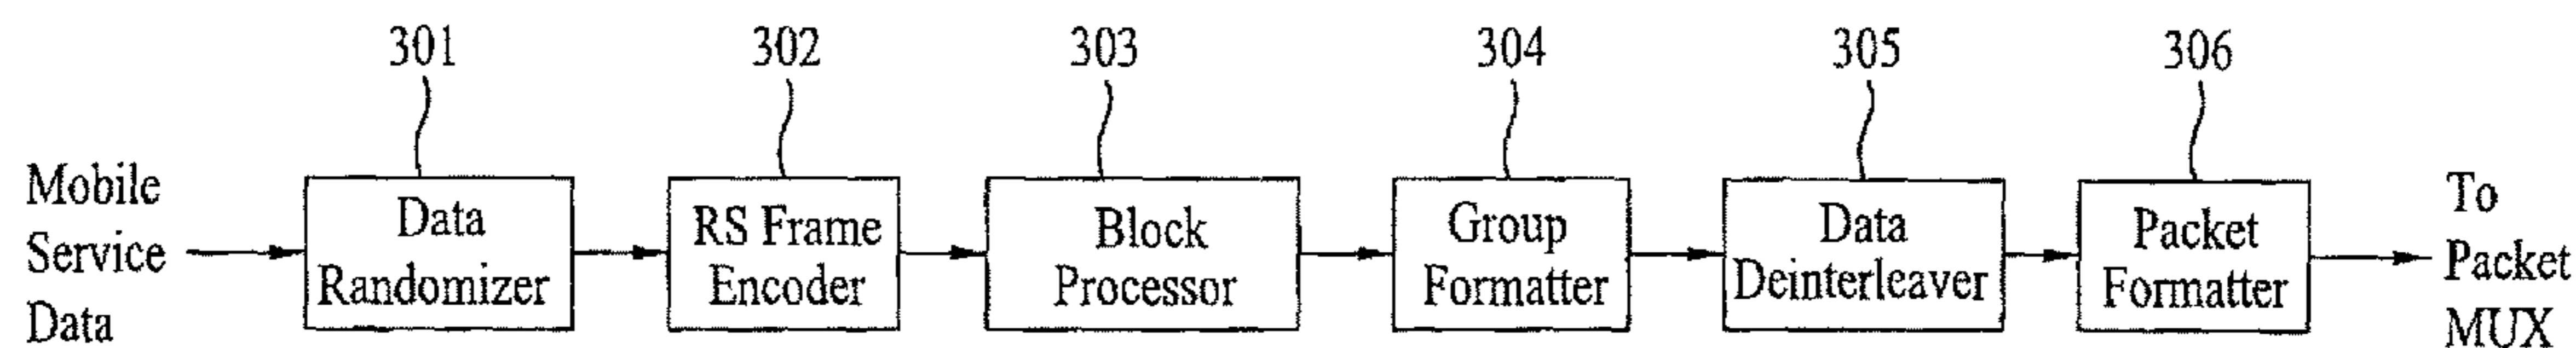 301
302
303
304
305
306
Mobile
Service
Data
Data
Randomizer
RS Frame
Encoder
Block
Processor
Group
Formatter
Data
Deinterleaver
Packet
Formatter
To
Packet
MUX